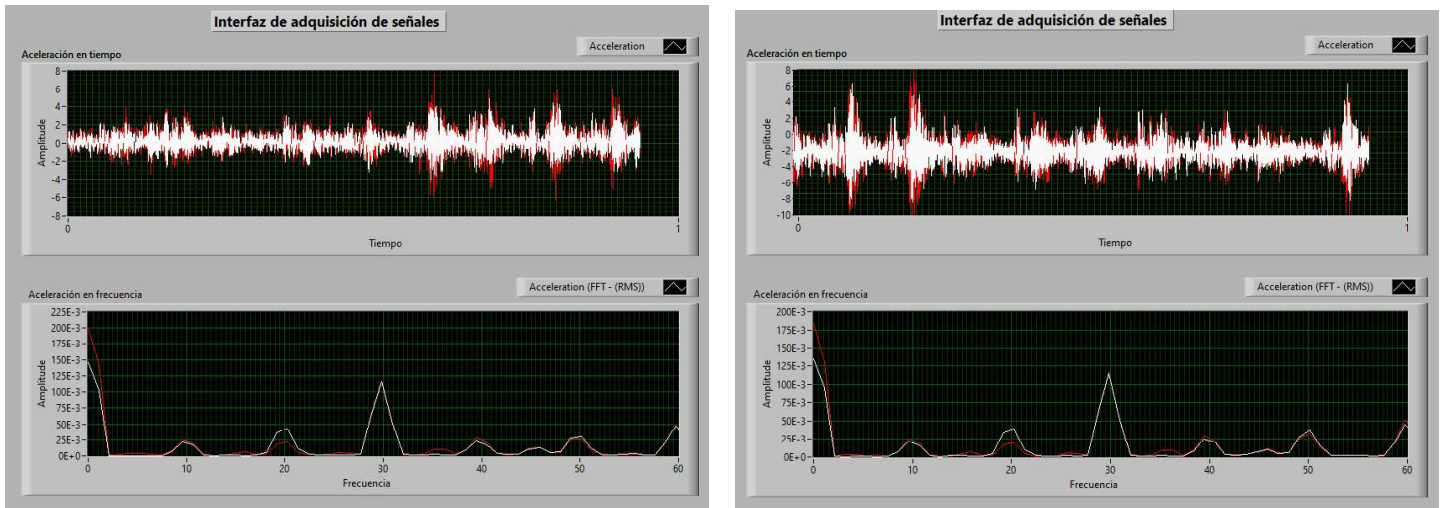 Interfaz de adquisición de señales
Acceleration
Aceleración en tiempo
Amplitude
8
6
4
2
0
-2
-4
-6
-8
0
1
Tiempo
Acceleration (FFT - (RMS))
Aceleración en frecuencia
Amplitude
225E-3
200E-3
175E-3
150E-3
125E-3
100E-3
75E-3
50E-3
25E-3
0E+0
0
10
20
30
40
50
60
Frecuencia
Interfaz de adquisición de señales
Acceleration
Aceleración en tiempo
Amplitude
8
6
4
2
0
-2
-4
-6
-8
-10
0
1
Tiempo
Acceleration (FFT - (RMS))
Aceleración en frecuencia
Amplitude
200E-3
175E-3
150E-3
125E-3
100E-3
75E-3
50E-3
25E-3
0E+0
0
10
20
30
40
50
60
Frecuencia